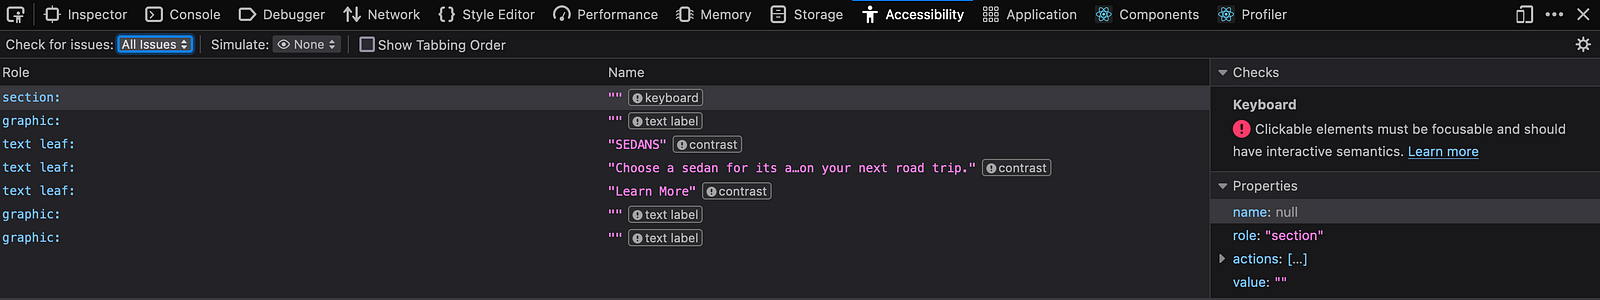 Inspector Console Debugger Network Style Editor Performance Memory Storage Accessibility Application Components Profiler
Check for issues: All Issues Simulate: None Show Tabbing Order
Role Name
section: "" keyboard
graphic: "" text label
text leaf: "SEDANS" contrast
text leaf: "Choose a sedan for its a…on your next road trip." contrast
text leaf: "Learn More" contrast
graphic: "" text label
graphic: "" text label
Checks
Keyboard
Clickable elements must be focusable and should
have interactive semantics. Learn more
Properties
name: null
role: "section"
actions: […]
value: ""